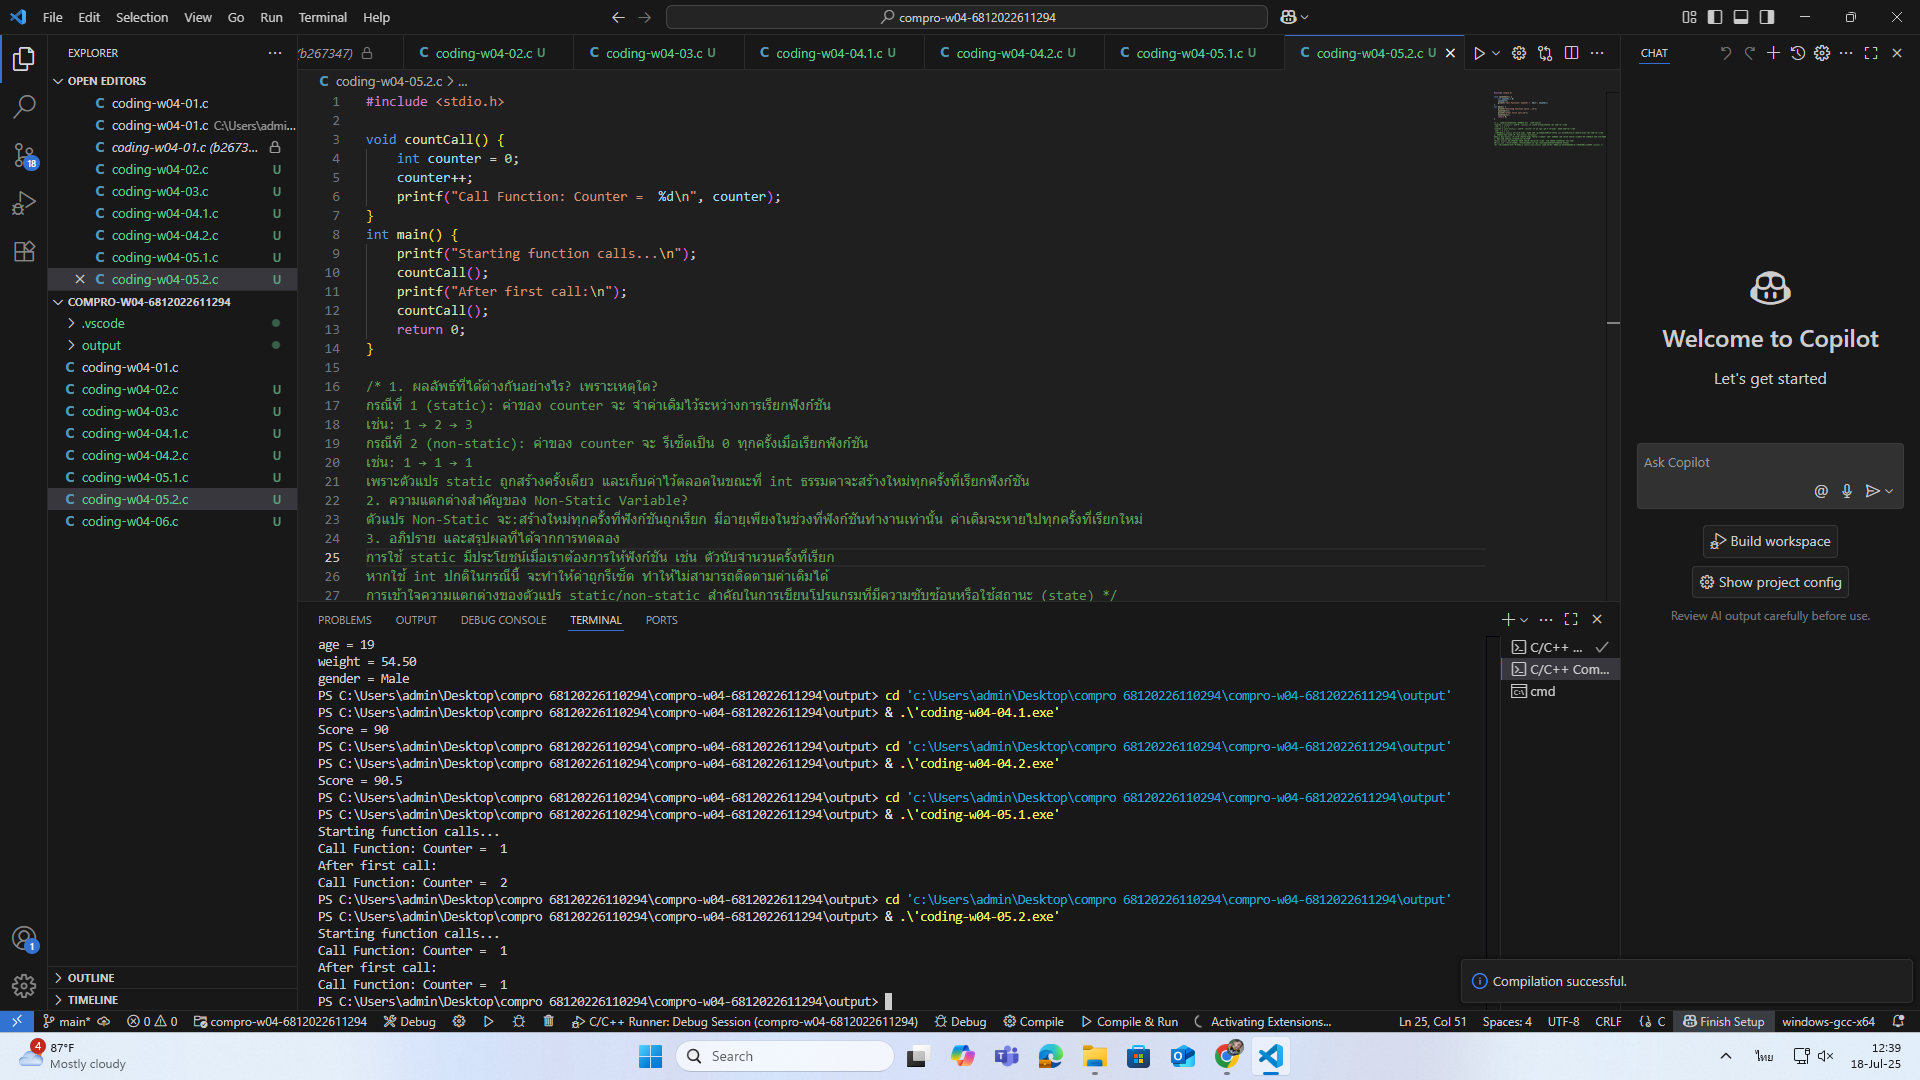 File Edit Selection View Go Run Terminal Help
compro-w04-6812022611294
EXPLORER
OPEN EDITORS
coding-w04-01.c
coding-w04-01.c C:\Users\admi...
coding-w04-01.c (b2673...
coding-w04-02.c U
coding-w04-03.c U
coding-w04-04.1.c U
coding-w04-04.2.c U
coding-w04-05.1.c U
coding-w04-05.2.c U
COMPRO-W04-6812022611294
.vscode
output
coding-w04-01.c
coding-w04-02.c U
coding-w04-03.c U
coding-w04-04.1.c U
coding-w04-04.2.c U
coding-w04-05.1.c U
coding-w04-05.2.c U
coding-w04-06.c U
OUTLINE
TIMELINE
(b267347) coding-w04-02.c U coding-w04-03.c U coding-w04-04.1.c U coding-w04-04.2.c U coding-w04-05.1.c U coding-w04-05.2.c U
coding-w04-05.2.c > ...
1 #include <stdio.h>
2
3 void countCall() {
4 int counter = 0;
5 counter++;
6 printf("Call Function: Counter =  %d\n", counter);
7 }
8 int main() {
9 printf("Starting function calls...\n");
10 countCall();
11 printf("After first call:\n");
12 countCall();
13 return 0;
14 }
15
16 /* 1. ผลลัพธ์ที่ได้ต่างกันอย่างไร? เพราะเหตุใด?
17 กรณีที่ 1 (static): ค่าของ counter จะ จำค่าเดิมไว้ระหว่างการเรียกฟังก์ชัน
18 เช่น: 1 → 2 → 3
19 กรณีที่ 2 (non-static): ค่าของ counter จะ รีเซ็ตเป็น 0 ทุกครั้งเมื่อเรียกฟังก์ชัน
20 เช่น: 1 → 1 → 1
21 เพราะตัวแปร static ถูกสร้างครั้งเดียว และเก็บค่าไว้ตลอดในขณะที่ int ธรรมดาจะสร้างใหม่ทุกครั้งที่เรียกฟังก์ชัน
22 2. ความแตกต่างสำคัญของ Non-Static Variable?
23 ตัวแปร Non-Static จะ:สร้างใหม่ทุกครั้งที่ฟังก์ชันถูกเรียก มีอายุเพียงในช่วงที่ฟังก์ชันทำงานเท่านั้น ค่าเดิมจะหายไปทุกครั้งที่เรียกใหม่
24 3. อภิปราย และสรุปผลที่ได้จากการทดลอง
25 การใช้ static มีประโยชน์เมื่อเราต้องการให้ฟังก์ชัน เช่น ตัวนับจำนวนครั้งที่เรียก
26 หากใช้ int ปกติในกรณีนี้ จะทำให้ค่าถูกรีเซ็ต ทำให้ไม่สามารถติดตามค่าเดิมได้
27 การเข้าใจความแตกต่างของตัวแปร static/non-static สำคัญในการเขียนโปรแกรมที่มีความซับซ้อนหรือใช้สถานะ (state) */
PROBLEMS OUTPUT DEBUG CONSOLE TERMINAL PORTS
age = 19
weight = 54.50
gender = Male
PS C:\Users\admin\Desktop\compro 68120226110294\compro-w04-6812022611294\output> cd 'c:\Users\admin\Desktop\compro 68120226110294\compro-w04-6812022611294\output'
PS C:\Users\admin\Desktop\compro 68120226110294\compro-w04-6812022611294\output> & .\'coding-w04-04.1.exe'
Score = 90
PS C:\Users\admin\Desktop\compro 68120226110294\compro-w04-6812022611294\output> cd 'c:\Users\admin\Desktop\compro 68120226110294\compro-w04-6812022611294\output'
PS C:\Users\admin\Desktop\compro 68120226110294\compro-w04-6812022611294\output> & .\'coding-w04-04.2.exe'
Score = 90.5
PS C:\Users\admin\Desktop\compro 68120226110294\compro-w04-6812022611294\output> cd 'c:\Users\admin\Desktop\compro 68120226110294\compro-w04-6812022611294\output'
PS C:\Users\admin\Desktop\compro 68120226110294\compro-w04-6812022611294\output> & .\'coding-w04-05.1.exe'
Starting function calls...
Call Function: Counter =  1
After first call:
Call Function: Counter =  2
PS C:\Users\admin\Desktop\compro 68120226110294\compro-w04-6812022611294\output> cd 'c:\Users\admin\Desktop\compro 68120226110294\compro-w04-6812022611294\output'
PS C:\Users\admin\Desktop\compro 68120226110294\compro-w04-6812022611294\output> & .\'coding-w04-05.2.exe'
Starting function calls...
Call Function: Counter =  1
After first call:
Call Function: Counter =  1
PS C:\Users\admin\Desktop\compro 68120226110294\compro-w04-6812022611294\output>
C/C++ ...
C/C++ Com...
cmd
CHAT
Welcome to Copilot
Let's get started
Ask Copilot
Build workspace
Show project config
Review AI output carefully before use.
Compilation successful.
18
1
main* 0 0 compro-w04-6812022611294 Debug C/C++ Runner: Debug Session (compro-w04-6812022611294) Debug Compile Compile & Run Activating Extensions... Ln 25, Col 51 Spaces: 4 UTF-8 CRLF C Finish Setup windows-gcc-x64
4 87°F
Mostly cloudy
Search
ไทย
12:39
18-Jul-25